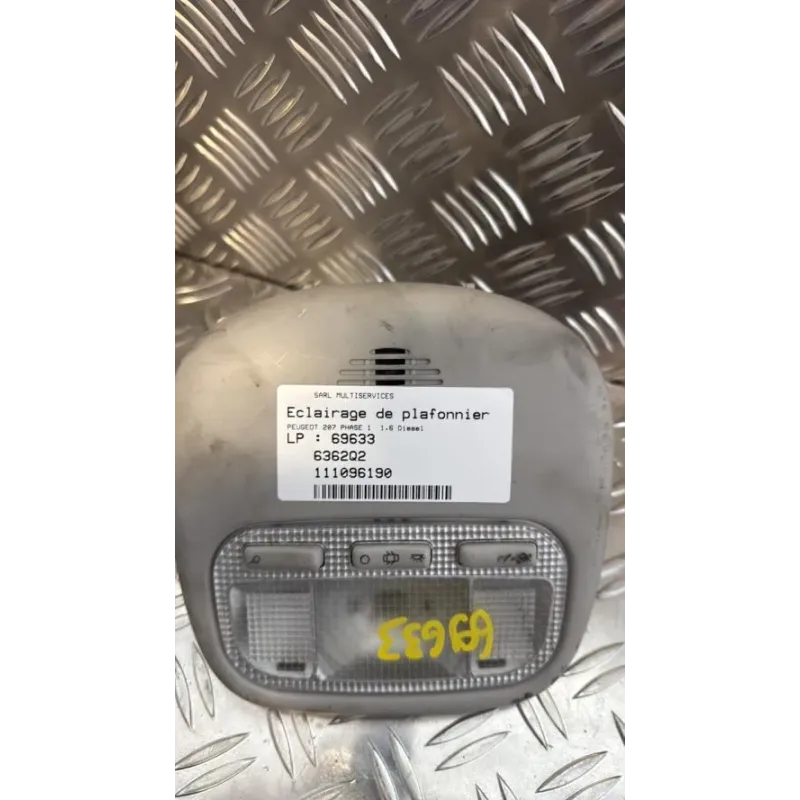 SARL MULTISERVICES
Eclairage de plafonnier
PEUGEOT 207 PHASE 1 1.6 Diesel
LP : 69633
6362Q2
111096190
69633